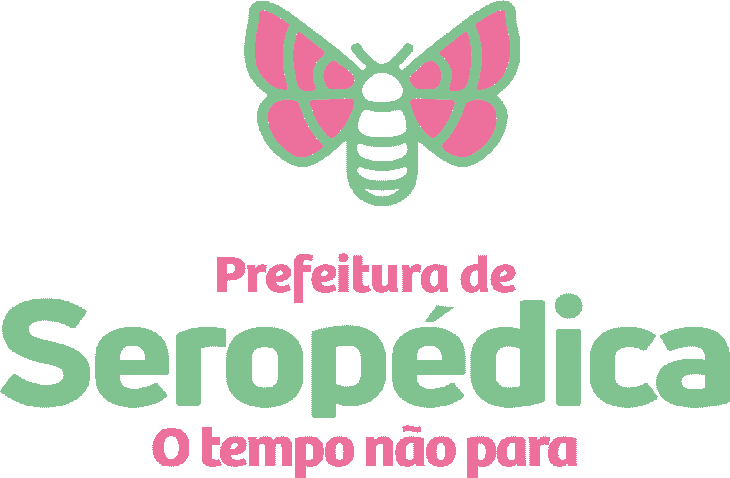 Prefeitura de
Seropédica
O tempo não para